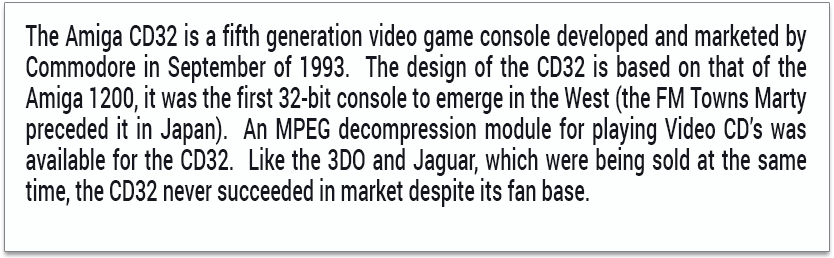 The Amiga CD32 is a fifth generation video game console developed and marketed by
Commodore in September of 1993.  The design of the CD32 is based on that of the
Amiga 1200, it was the first 32-bit console to emerge in the West (the FM Towns Marty
preceded it in Japan).  An MPEG decompression module for playing Video CD's was
available for the CD32.  Like the 3DO and Jaguar, which were being sold at the same
time, the CD32 never succeeded in market despite its fan base.